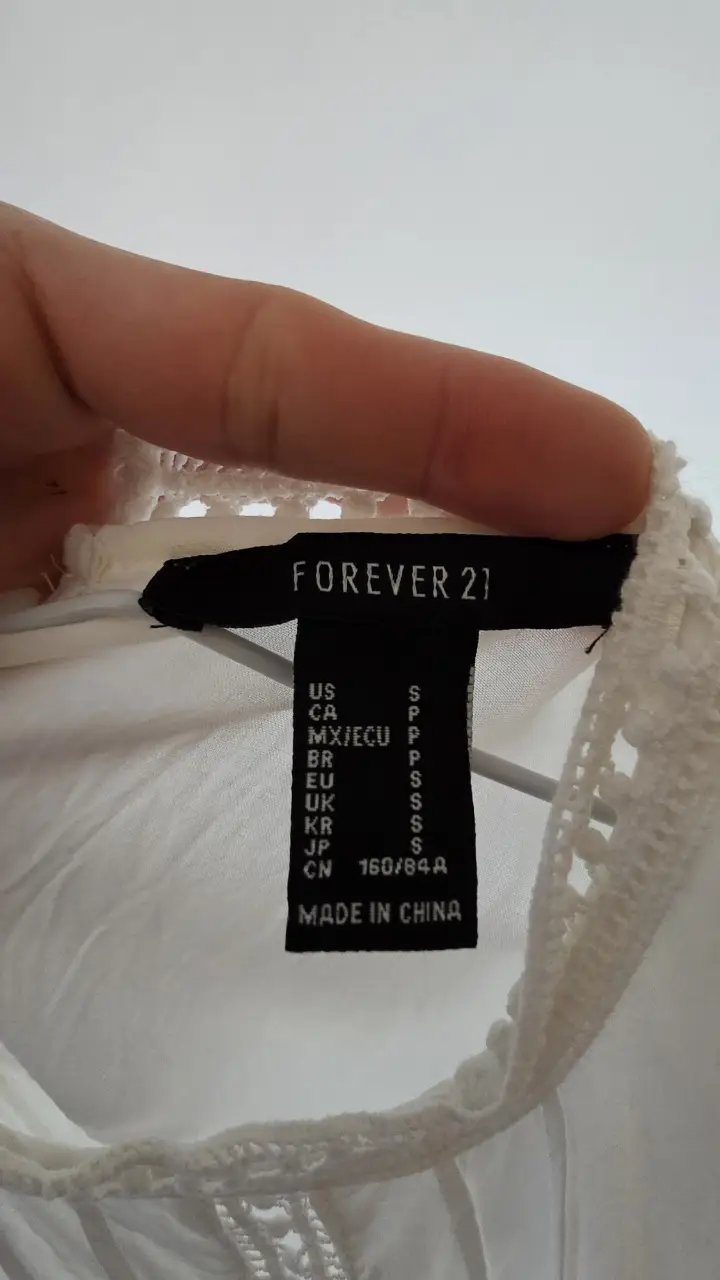 FOREVER 21
US S
CA P
MX/ECU P
BR P
EU S
UK S
KR S
JP S
CN 160/84A
MADE IN CHINA